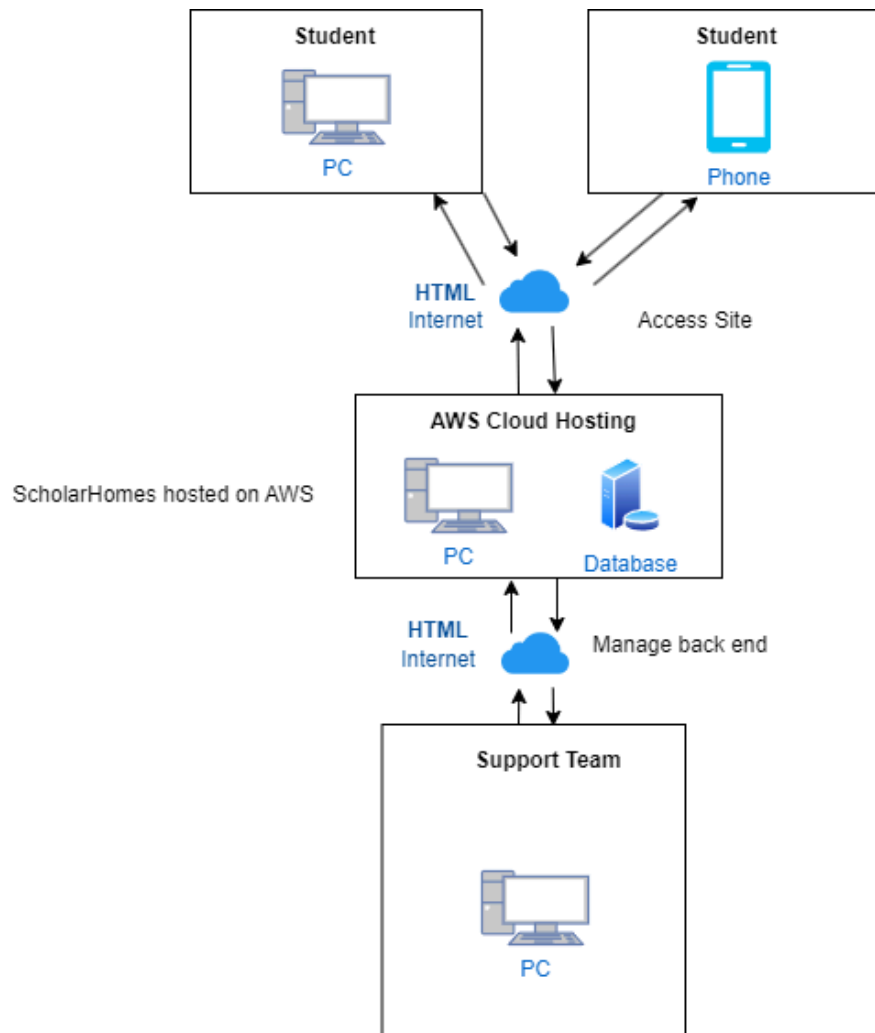 Student
PC
Student
Phone
HTML
Internet
Access Site
AWS Cloud Hosting
ScholarHomes hosted on AWS
PC
Database
HTML
Internet
Manage back end
Support Team
PC